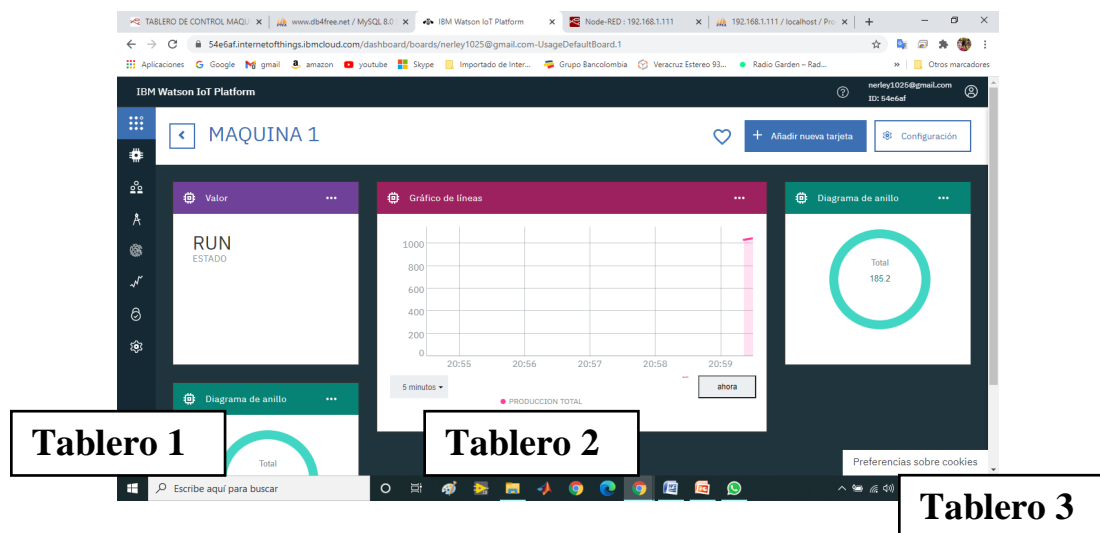 TABLERO DE CONTROL MAQU
www.db4free.net / MySQL 8.0
IBM Watson IoT Platform
Node-RED : 192.168.1.111
192.168.1.111 / localhost / Pro
54e6af.internetofthings.ibmcloud.com/dashboard/boards/nerley1025@gmail.com-UsageDefaultBoard.1
Aplicaciones Google gmail amazon youtube Skype Importado de Inter... Grupo Bancolombia Veracruz Estereo 93... Radio Garden – Rad... » Otros marcadores
IBM Watson IoT Platform
nerley1025@gmail.com
ID: 54e6af
MAQUINA 1
+ Añadir nueva tarjeta
Configuración
Valor ...
RUN
ESTADO
Gráfico de líneas ...
1000
800
600
400
200
0
20:55 20:56 20:57 20:58 20:59
5 minutos
ahora
PRODUCCION TOTAL
Diagrama de anillo ...
Total
185.2
Diagrama de anillo ...
Total
Preferencias sobre cookies
Escribe aquí para buscar
Tablero 1
Tablero 2
Tablero 3